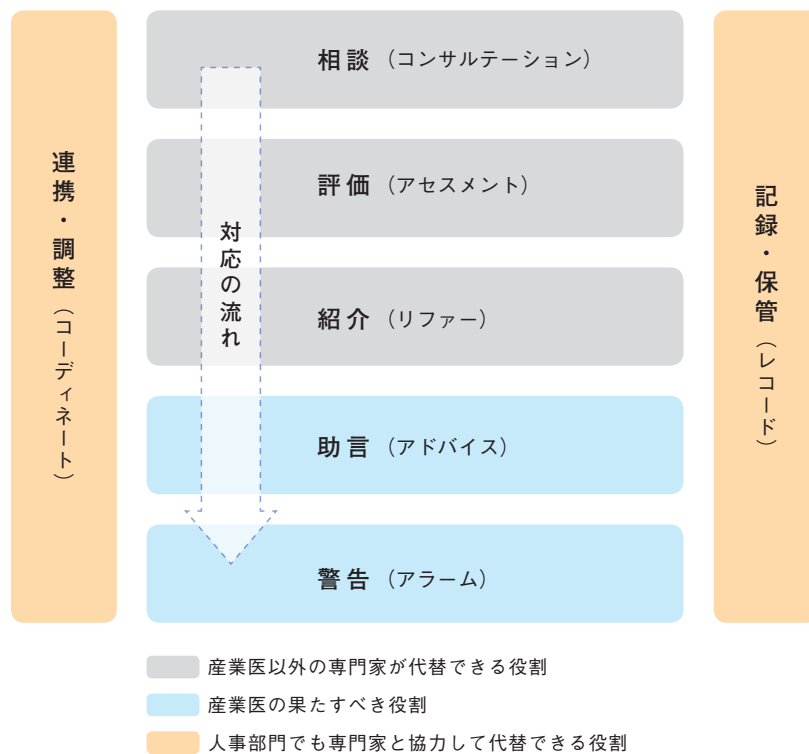 連携・調整（コーディネート）
相談（コンサルテーション）
評価（アセスメント）
紹介（リファー）
助言（アドバイス）
警告（アラーム）
対応の流れ
記録・保管（レコード）
産業医以外の専門家が代替できる役割
産業医の果たすべき役割
人事部門でも専門家と協力して代替できる役割